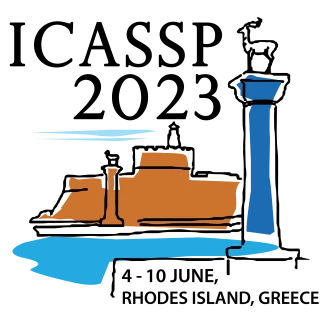 ICASSP
2023
4 - 10 JUNE,
RHODES ISLAND, GREECE